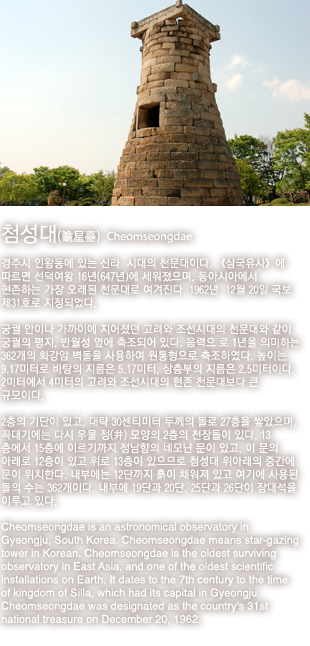 첨성대(瞻星臺) Cheomseongdae
경주시 인왕동에 있는 신라 시대의 천문대이다. 《삼국유사》에
따르면 선덕여왕 16년(647년)에 세워졌으며, 동아시아에서
현존하는 가장 오래된 천문대로 여겨진다. 1962년 12월 20일 국보
제31호로 지정되었다.
궁궐 안이나 가까이에 지어졌던 고려와 조선시대의 천문대와 같이
궁궐의 평지, 반월성 옆에 축조되어 있다. 음력으 로 1년을 의미하는
362개의 화강암 벽돌을 사용하여 원통형으로 축조하였다. 높이는
9.17미터로 바탕의 지름은 5.17미터, 상층부의 지름은 2.5미터이다.
2미터에서 4미터의 고려와 조선시대의 현존 천문대보다 큰
규모이다.
2층의 기단이 있고, 대략 30센티미터 두께의 돌로 27층을 쌓았으며,
꼭대기에는 다시 우물 정(井) 모양의 2층의 천장돌이 있다. 13
층에서 15층에 이르기까지 정남향의 네모난 문이 있고, 이 문의
아래로 12층이 있고 위로 13층이 있으므로 첨성대 위아래의 중간에
문이 위치한다. 내부에는 12단까지 흙이 채워져 있고 여기에 사용된
돌의 수는 362개이다. 내부에 19단과 20단, 25단과 26단이 장대석을
이루고 있다.
Cheomseongdae is an astronomical observatory in
Gyeongju, South Korea. Cheomseongdae means star-gazing
tower in Korean. Cheomseongdae is the oldest surviving
observatory in East Asia, and one of the oldest scientific
installations on Earth. It dates to the 7th century to the time
of kingdom of Silla, which had its capital in Gyeongju.
Cheomseongdae was designated as the country's 31st
national treasure on December 20, 1962.